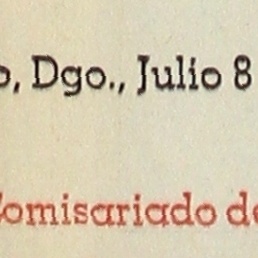 o, Dgo., Julio 8
Comisariado de